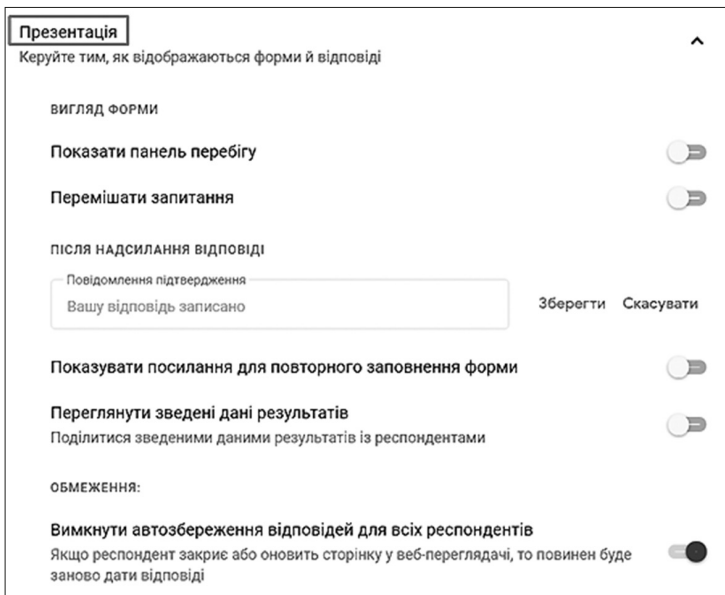 Презентація
Керуйте тим, як відображаються форми й відповіді
ВИГЛЯД ФОРМИ
Показати панель перебігу
Перемішати запитання
ПІСЛЯ НАДСИЛАННЯ ВІДПОВІДІ
Повідомлення підтвердження
Вашу відповідь записано
Зберегти Скасувати
Показувати посилання для повторного заповнення форми
Переглянути зведені дані результатів
Поділитися зведеними даними результатів із респондентами
ОБМЕЖЕННЯ:
Вимкнути автозбереження відповідей для всіх респондентів
Якщо респондент закриє або оновить сторінку у веб-переглядачі, то повинен буде
заново дати відповіді